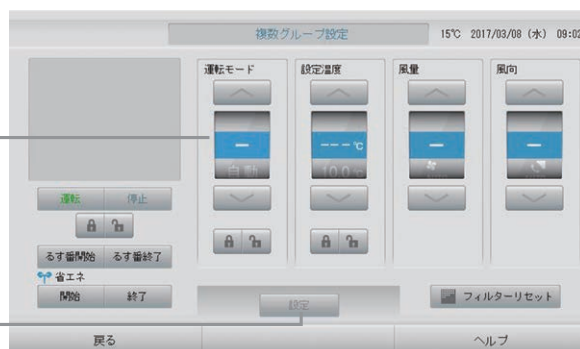 複数グループ設定
15℃ 2017/03/08 (水) 09:02
運転モード
設定温度
風量
風向
−
---℃
−
−
自動
10.0
運転
停止
るす番開始
るす番終了
省エネ
開始
終了
設定
フィルターリセット
戻る
ヘルプ